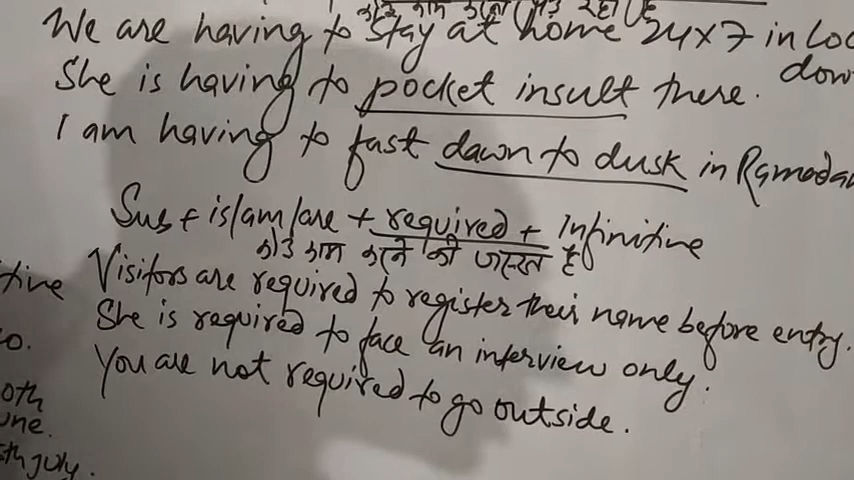 We are having to stay at home 24x7 in loc
down
She is having to pocket insult there.
I am having to fast dawn to dusk in Ramadan
Sub + is/am/are + required + Infinitive
कोई काम करने की जरूरत है
Visitors are required to register their name before entry.
She is required to face an interview only.
You are not required to go outside.
tive
july.